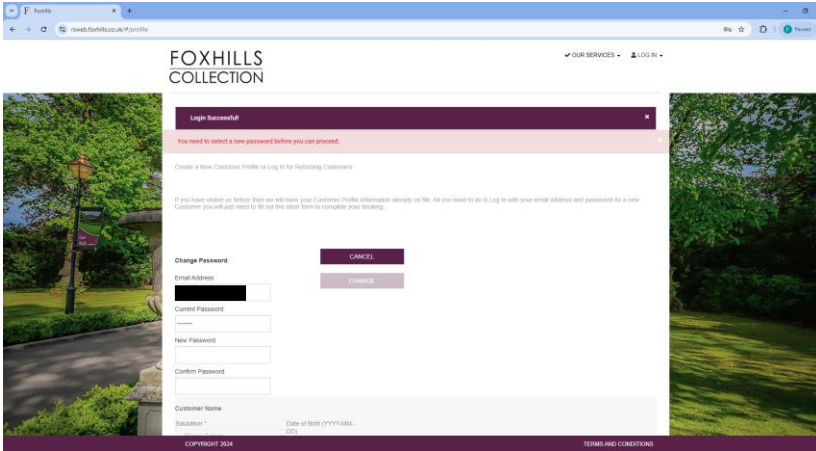 Foxhills
rsweb.foxhills.co.uk/#/profile
Paused
FOXHILLS
COLLECTION
OUR SERVICES
LOG IN
Login Successful!
You need to select a new password before you can proceed.
Create a New Customer Profile or Log In for Returning Customers
If you have visited us before then we will have your Customer Profile Information already on file. All you need to do is Log In with your email address and password! As a new
Customer you will just need to fill out this short form to complete your booking.
Change Password
CANCEL
Email Address
CHANGE
Current Password
New Password
Confirm Password
Customer Name
Salutation *
Date of Birth (YYYY-MM-
DD)
COPYRIGHT 2024
TERMS AND CONDITIONS